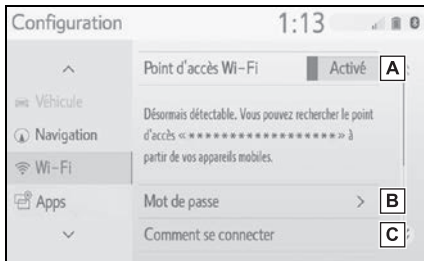 Configuration
1:13
Point d'accès Wi-Fi
Activé
A
Véhicule
Navigation
Wi-Fi
Apps
Désormais détectable. Vous pouvez rechercher le point
d'accès « ******************* » à
partir de vos appareils mobiles.
Mot de passe
>
B
Comment se connecter
C